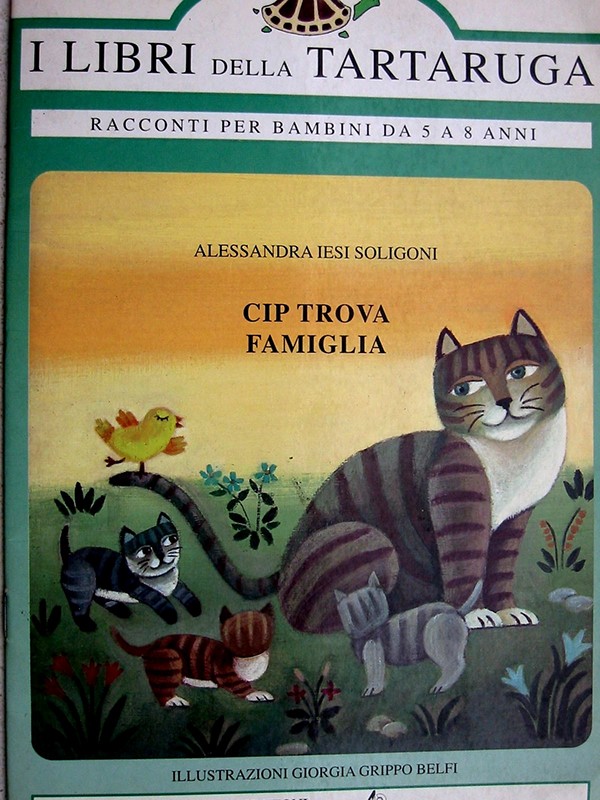 I LIBRI DELLA TARTARUGA
RACCONTI PER BAMBINI DA 5 A 8 ANNI
ALESSANDRA IESI SOLIGONI
CIP TROVA
FAMIGLIA
ILLUSTRAZIONI GIORGIA GRIPPO BELFI